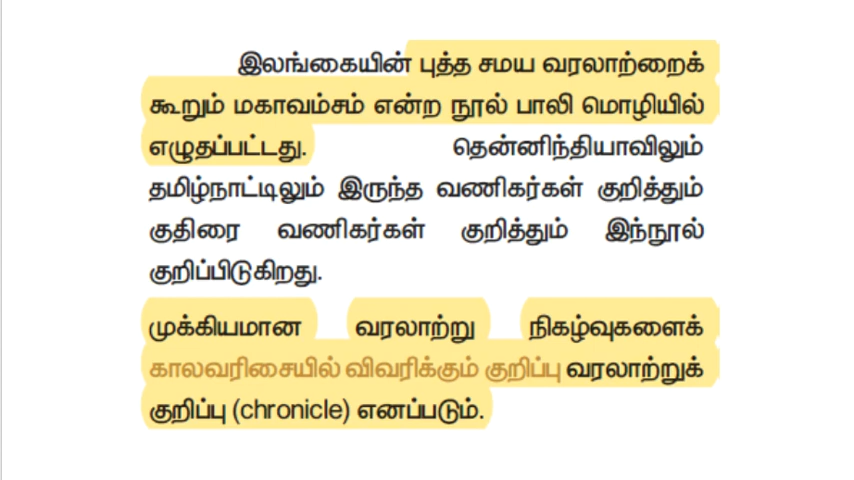 இலங்கையின் புத்த சமய வரலாற்றைக்
கூறும் மகாவம்சம் என்ற நூல் பாலி மொழியில்
எழுதப்பட்டது. தென்னிந்தியாவிலும்
தமிழ்நாட்டிலும் இருந்த வணிகர்கள் குறித்தும்
குதிரை வணிகர்கள் குறித்தும் இந்நூல்
குறிப்பிடுகிறது.
முக்கியமான வரலாற்று நிகழ்வுகளைக்
காலவரிசையில் விவரிக்கும் குறிப்பு வரலாற்றுக்
குறிப்பு (chronicle) எனப்படும்.